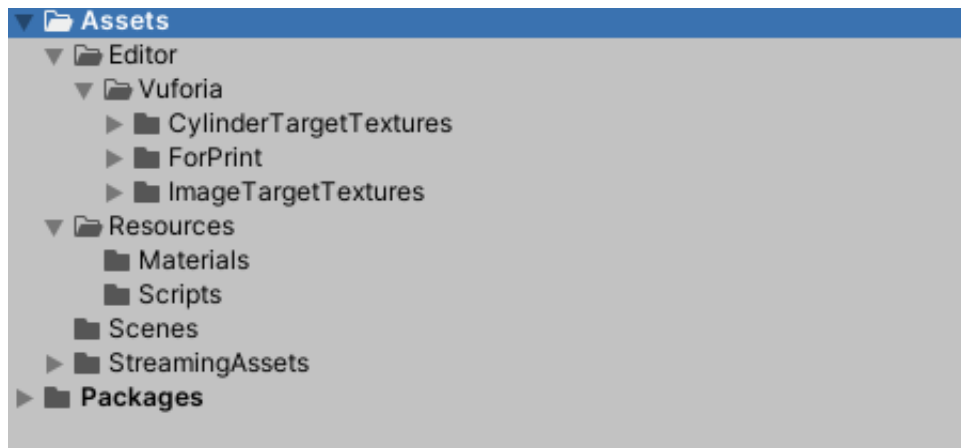 Assets
Editor
Vuforia
CylinderTargetTextures
ForPrint
ImageTargetTextures
Resources
Materials
Scripts
Scenes
StreamingAssets
Packages